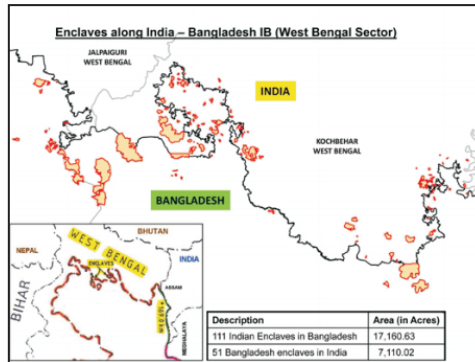 Enclaves along India – Bangladesh IB (West Bengal Sector)
JALPAIGURI
WEST BENGAL
INDIA
KOCHBEHAR
WEST BENGAL
BANGLADESH
BHUTAN
NEPAL
WEST BENGAL
INDIA
ENCLAVES
ASSAM
BIHAR
MEGHALAYA
Description Area (in Acres)
111 Indian Enclaves in Bangladesh 17,160.63
51 Bangladesh enclaves in India 7,110.02